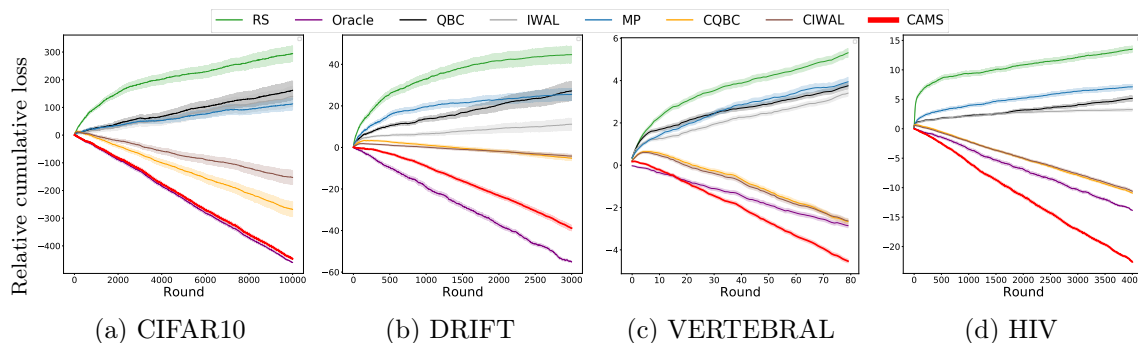 RS Oracle QBC IWAL MP CQBC CIWAL CAMS
Relative cumulative loss
300
200
100
0
−100
−200
−300
−400
0 2000 4000 6000 8000 10000
Round
60
40
20
0
−20
−40
−60
0 500 1000 1500 2000 2500 3000
Round
6
4
2
0
−2
−4
0 10 20 30 40 50 60 70 80
Round
15
10
5
0
−5
−10
−15
−20
0 500 1000 1500 2000 2500 3000 3500
Round
(a) CIFAR10 (b) DRIFT (c) VERTEBRAL (d) HIV